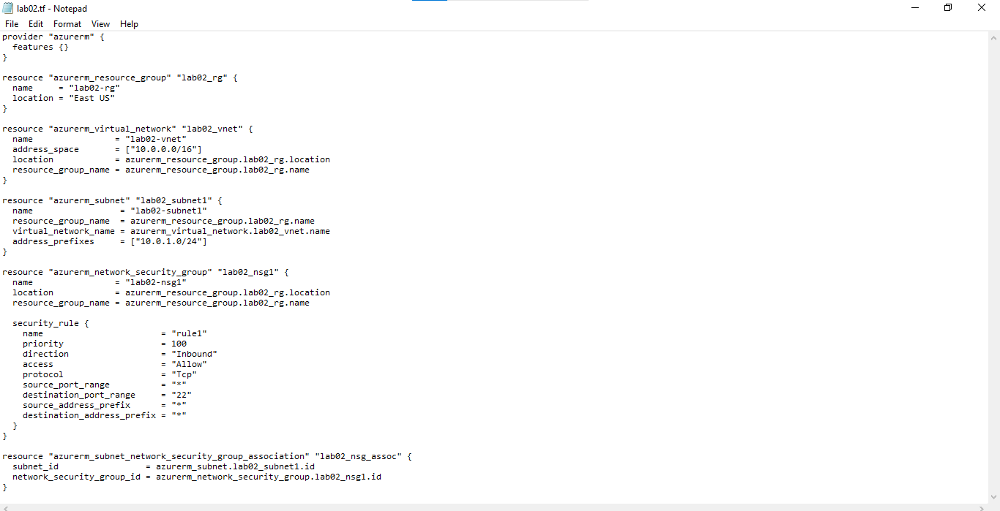 lab02.tf - Notepad
File Edit Format View Help
provider "azurerm" {
  features {}
}

resource "azurerm_resource_group" "lab02_rg" {
  name     = "lab02-rg"
  location = "East US"
}

resource "azurerm_virtual_network" "lab02_vnet" {
  name                = "lab02-vnet"
  address_space       = ["10.0.0.0/16"]
  location            = azurerm_resource_group.lab02_rg.location
  resource_group_name = azurerm_resource_group.lab02_rg.name
}

resource "azurerm_subnet" "lab02_subnet1" {
  name                 = "lab02-subnet1"
  resource_group_name  = azurerm_resource_group.lab02_rg.name
  virtual_network_name = azurerm_virtual_network.lab02_vnet.name
  address_prefixes     = ["10.0.1.0/24"]
}

resource "azurerm_network_security_group" "lab02_nsg1" {
  name                = "lab02-nsg1"
  location            = azurerm_resource_group.lab02_rg.location
  resource_group_name = azurerm_resource_group.lab02_rg.name

  security_rule {
    name                       = "rule1"
    priority                   = 100
    direction                  = "Inbound"
    access                     = "Allow"
    protocol                   = "Tcp"
    source_port_range          = "*"
    destination_port_range     = "22"
    source_address_prefix      = "*"
    destination_address_prefix = "*"
  }
}

resource "azurerm_subnet_network_security_group_association" "lab02_nsg_assoc" {
  subnet_id                 = azurerm_subnet.lab02_subnet1.id
  network_security_group_id = azurerm_network_security_group.lab02_nsg1.id
}